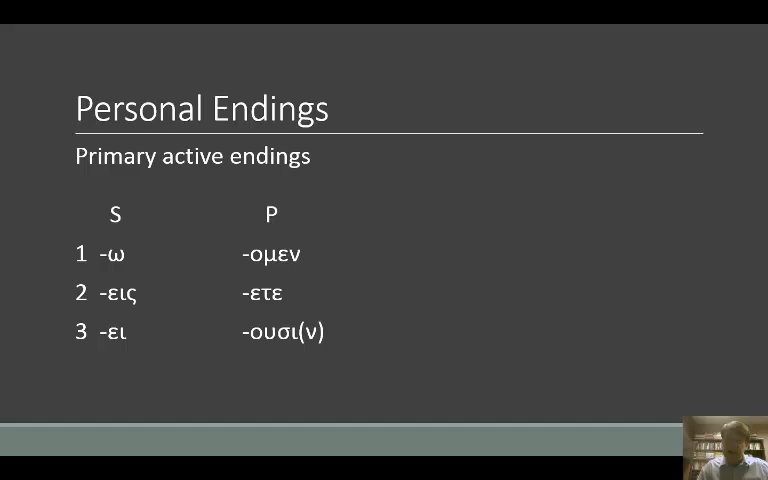 Personal Endings
Primary active endings
S P
1 -ω -ομεν
2 -εις -ετε
3 -ει -ουσι(ν)